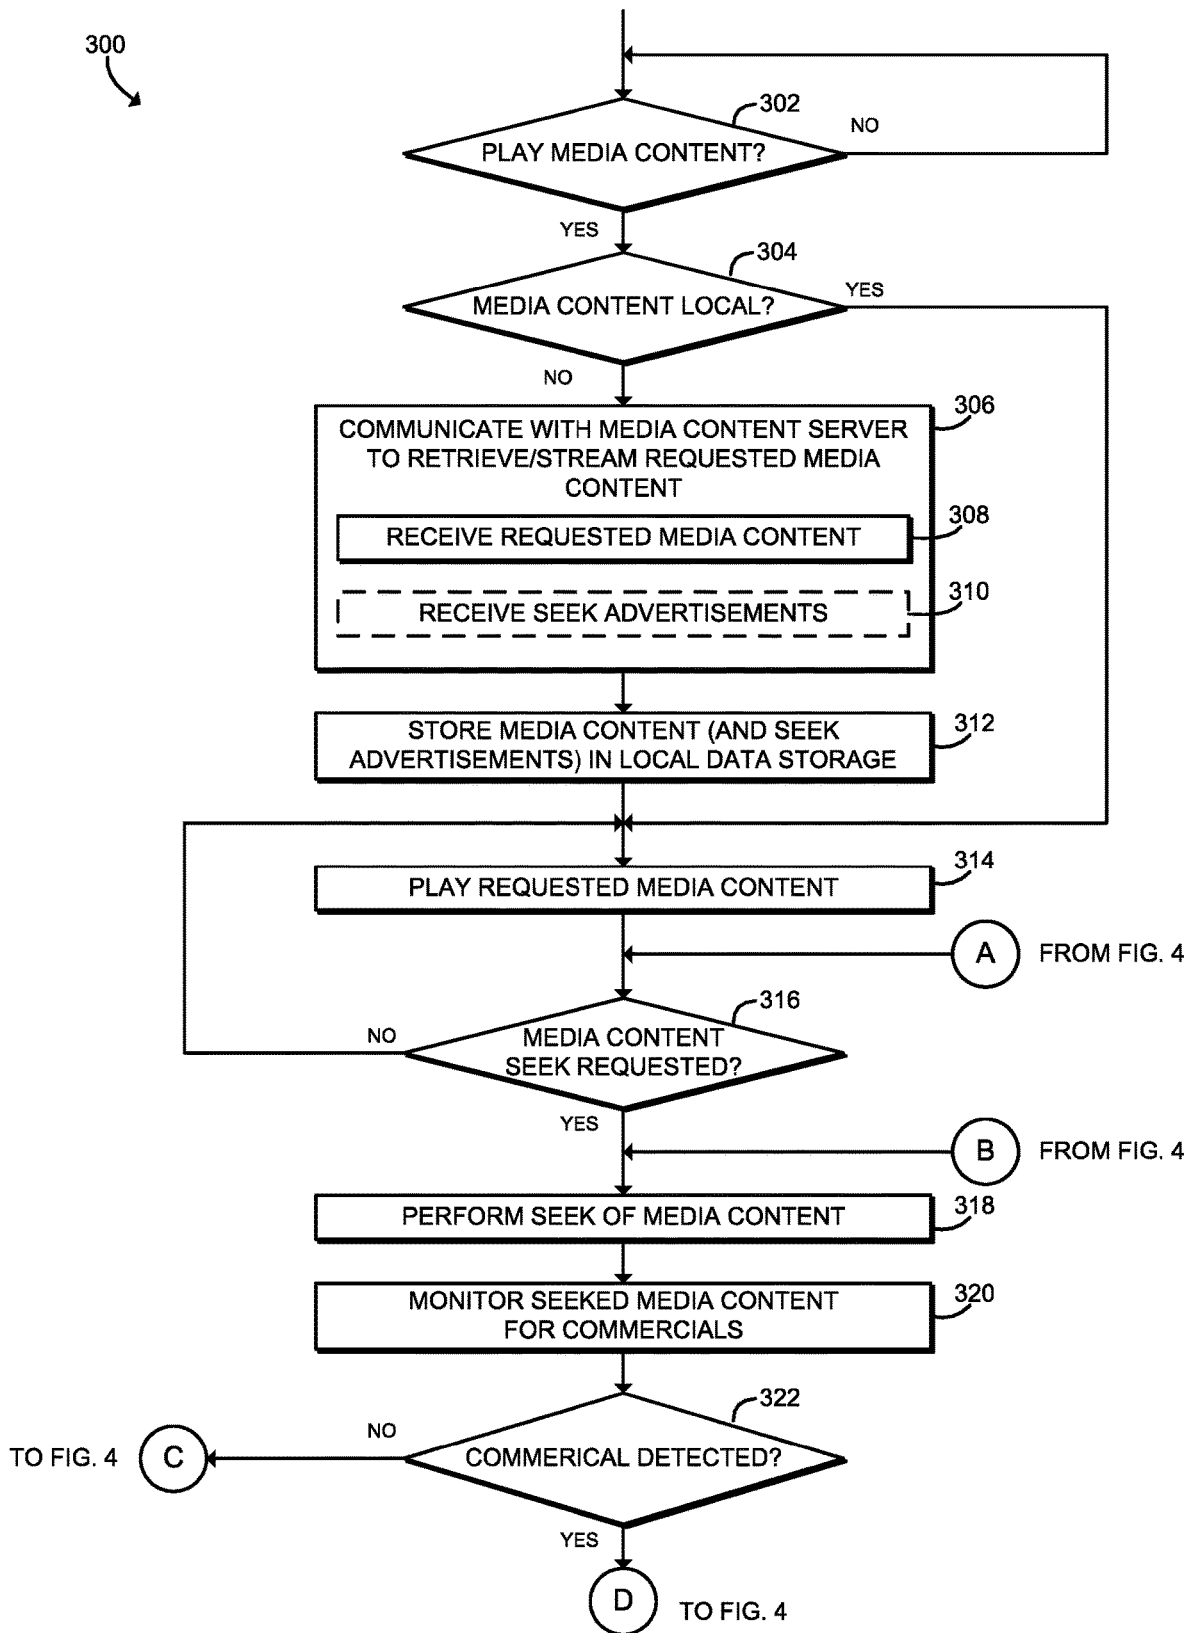 300
302
PLAY MEDIA CONTENT?
NO
YES
304
MEDIA CONTENT LOCAL?
YES
NO
306
COMMUNICATE WITH MEDIA CONTENT SERVER
TO RETRIEVE/STREAM REQUESTED MEDIA
CONTENT
308
RECEIVE REQUESTED MEDIA CONTENT
310
RECEIVE SEEK ADVERTISEMENTS
312
STORE MEDIA CONTENT (AND SEEK
ADVERTISEMENTS) IN LOCAL DATA STORAGE
314
PLAY REQUESTED MEDIA CONTENT
A FROM FIG. 4
316
MEDIA CONTENT
SEEK REQUESTED?
NO
YES
B FROM FIG. 4
318
PERFORM SEEK OF MEDIA CONTENT
320
MONITOR SEEKED MEDIA CONTENT
FOR COMMERCIALS
322
COMMERICAL DETECTED?
NO
TO FIG. 4 C
YES
D TO FIG. 4